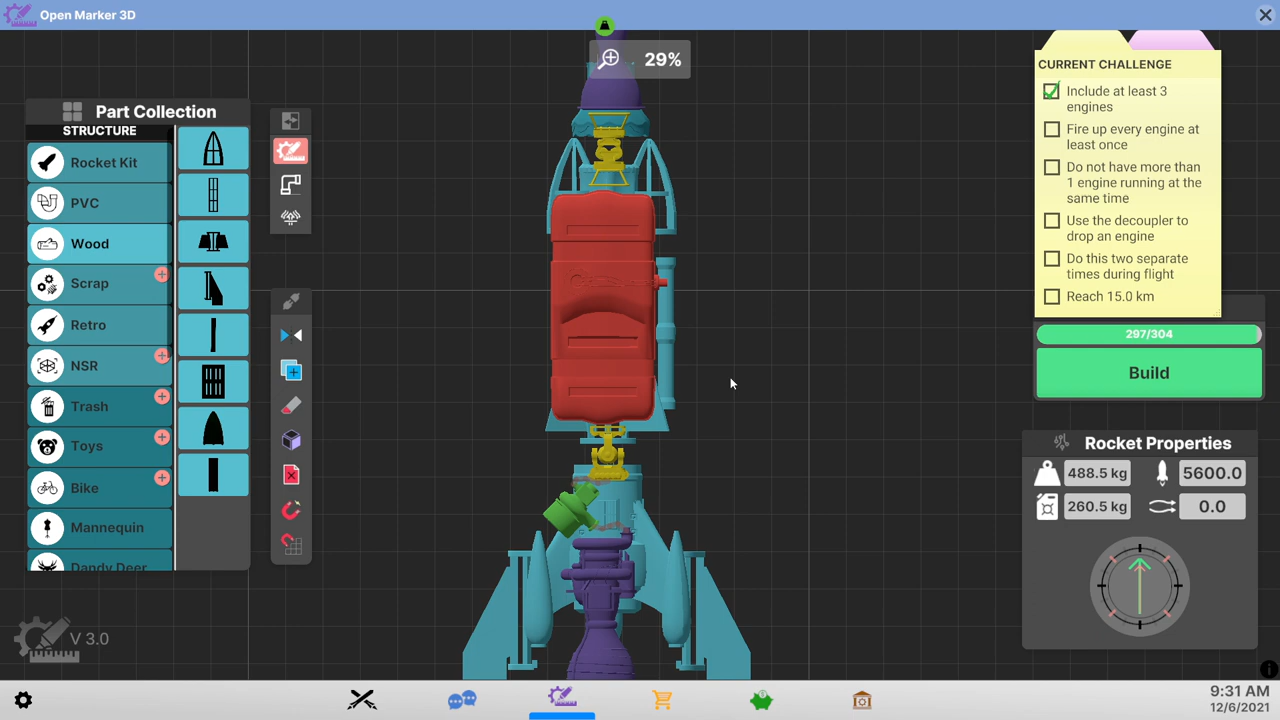 Open Marker 3D
29%
Part Collection
STRUCTURE
Rocket Kit
PVC
Wood
Scrap
Retro
NSR
Trash
Toys
Bike
Mannequin
Dandy Deer
CURRENT CHALLENGE
Include at least 3
engines
Fire up every engine at
least once
Do not have more than
1 engine running at the
same time
Use the decoupler to
drop an engine
Do this two separate
times during flight
Reach 15.0 km
297/304
Build
Rocket Properties
488.5 kg
5600.0
260.5 kg
0.0
V 3.0
9:31 AM
12/6/2021